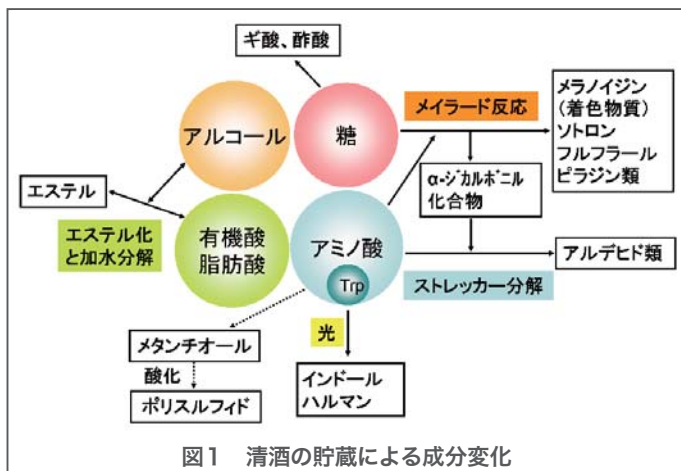 ギ酸、酢酸
アルコール
糖
メイラード反応
メラノイジン
(着色物質)
ソトロン
フルフラール
ピラジン類
α-ジカルボニル
化合物
エステル
エステル化
と加水分解
有機酸
脂肪酸
アミノ酸
Trp
ストレッカー分解
アルデヒド類
光
メタンチオール
酸化
ポリスルフィド
インドール
ハルマン
図1 清酒の貯蔵による成分変化